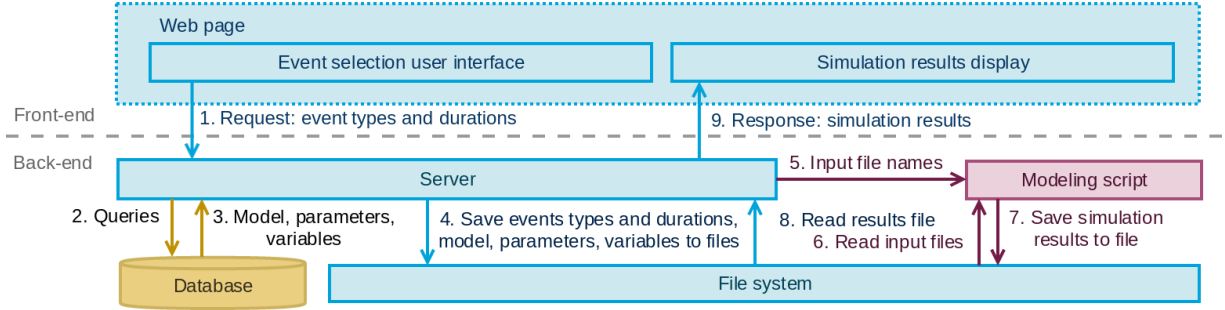 Web page
Event selection user interface
Simulation results display
Front-end
1. Request: event types and durations
9. Response: simulation results
Back-end
Server
5. Input file names
Modeling script
2. Queries
3. Model, parameters,
variables
4. Save events types and durations,
model, parameters, variables to files
8. Read results file
6. Read input files
7. Save simulation
results to file
Database
File system